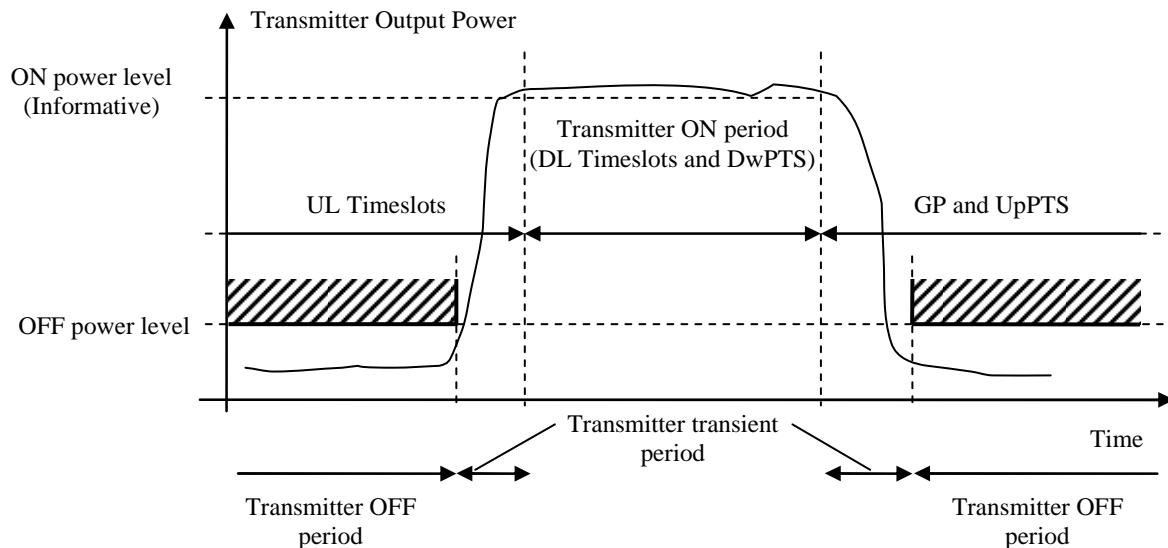 Transmitter Output Power
ON power level
(Informative)
Transmitter ON period
(DL Timeslots and DwPTS)
UL Timeslots
GP and UpPTS
OFF power level
Transmitter transient
period
Time
Transmitter OFF
period
Transmitter OFF
period